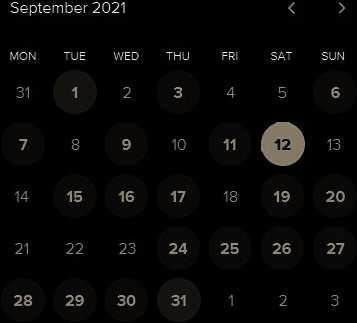 September 2021
MON TUE WED THU FRI SAT SUN
31 1 2 3 4 5 6
7 8 9 10 11 12 13
14 15 16 17 18 19 20
21 22 23 24 25 26 27
28 29 30 31 1 2 3